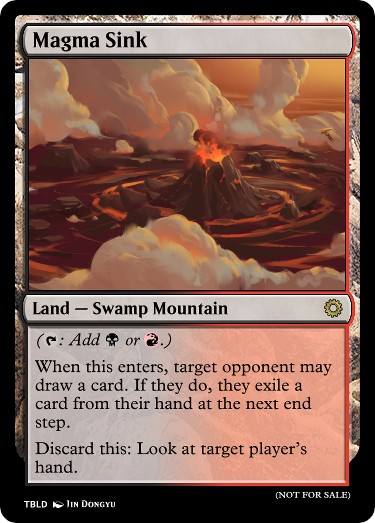 Magma Sink
Land — Swamp Mountain
(: Add or .)
When this enters, target opponent may
draw a card. If they do, they exile a
card from their hand at the next end
step.
Discard this: Look at target player's
hand.
(NOT FOR SALE)
TBLD JIN DONGYU